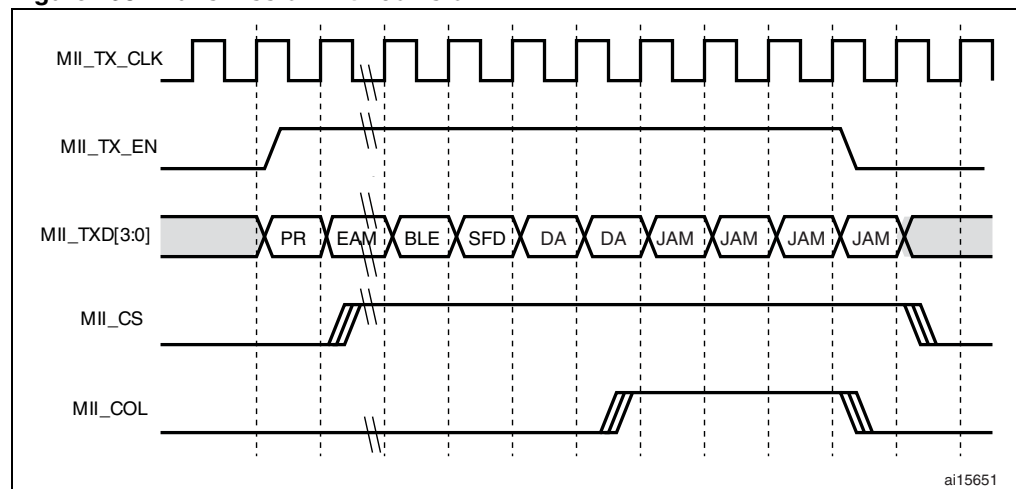 MII_TX_CLK
MII_TX_EN
MII_TXD[3:0] PR EAM BLE SFD DA DA JAM JAM JAM JAM
MII_CS
MII_COL
ai15651